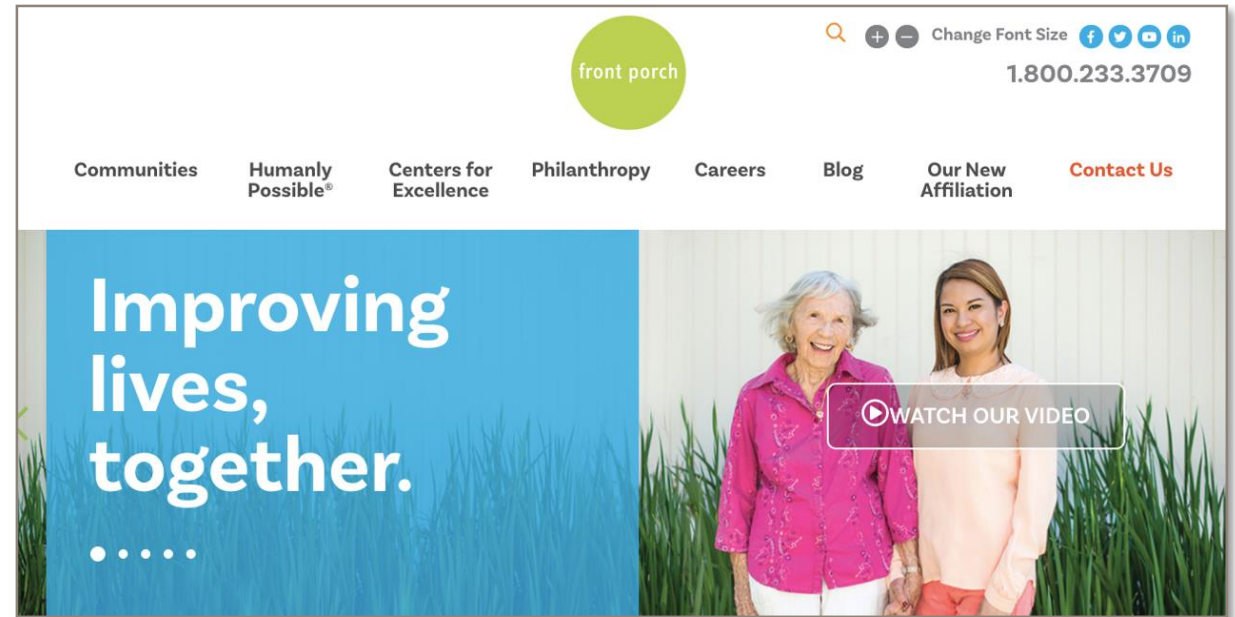 front porch
Change Font Size
1.800.233.3709
Communities
Humanly
Possible®
Centers for
Excellence
Philanthropy
Careers
Blog
Our New
Affiliation
Contact Us
Improving
lives,
together.
WATCH OUR VIDEO